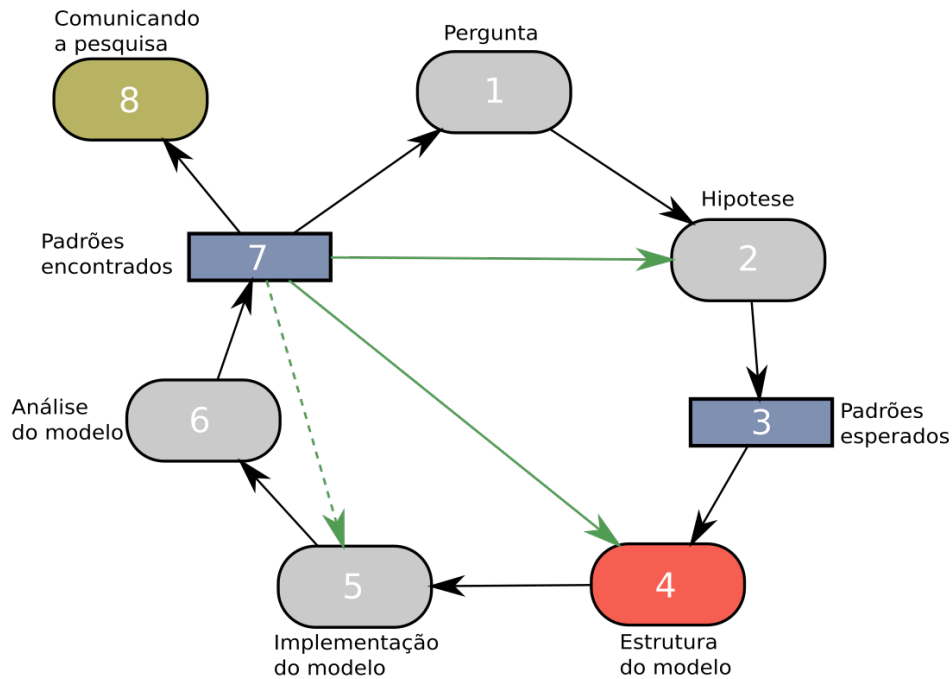 Comunicando
a pesquisa
8
Pergunta
1
Hipotese
2
Padrões
esperados
3
Estrutura
do modelo
4
Implementação
do modelo
5
Análise
do modelo
6
Padrões
encontrados
7